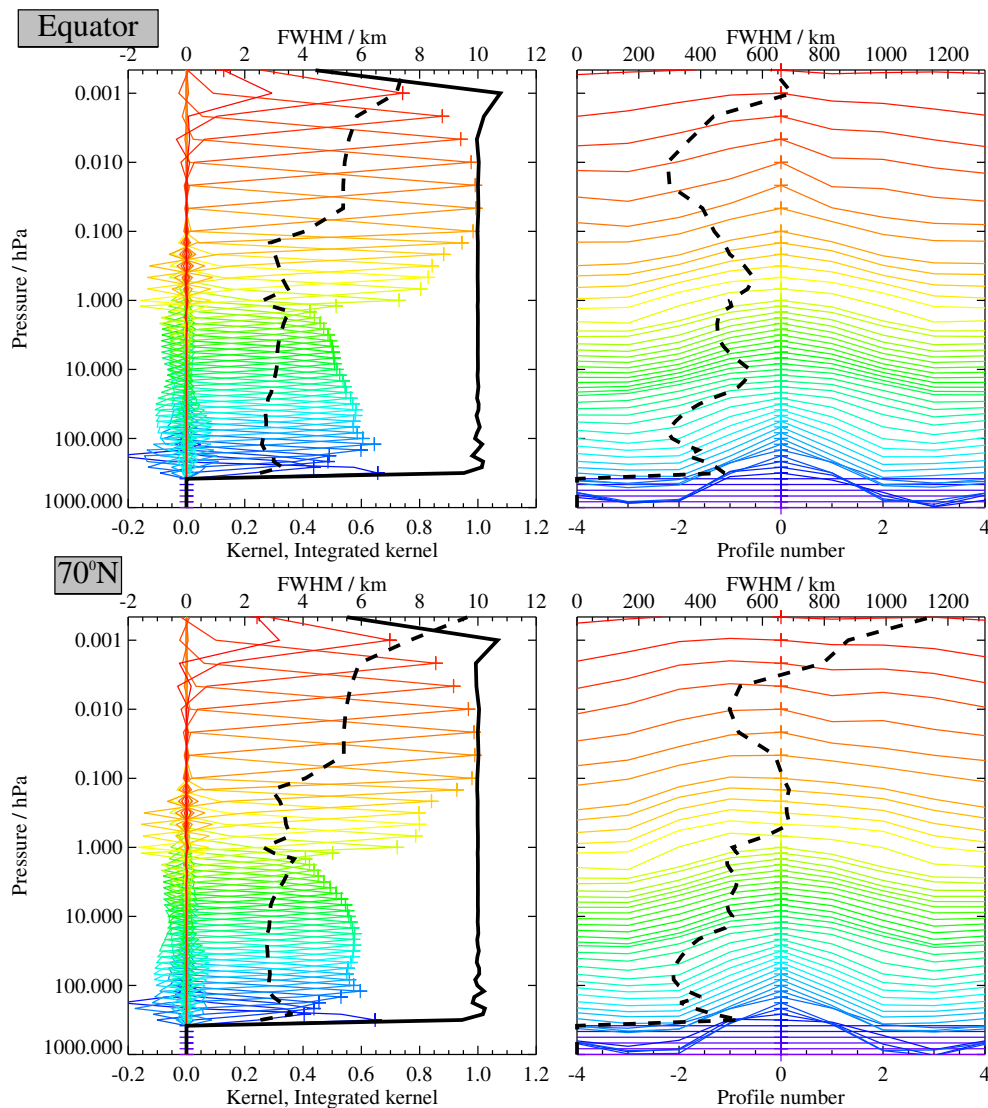 Equator
FWHM / km
-2 0 2 4 6 8 10 12
Pressure / hPa
0.001
0.010
0.100
1.000
10.000
100.000
1000.000
-0.2 0.0 0.2 0.4 0.6 0.8 1.0 1.2
Kernel, Integrated kernel
FWHM / km
0 200 400 600 800 1000 1200
-4 -2 0 2 4
Profile number
70⁰N
FWHM / km
-2 0 2 4 6 8 10 12
Pressure / hPa
0.001
0.010
0.100
1.000
10.000
100.000
1000.000
-0.2 0.0 0.2 0.4 0.6 0.8 1.0 1.2
Kernel, Integrated kernel
FWHM / km
0 200 400 600 800 1000 1200
-4 -2 0 2 4
Profile number